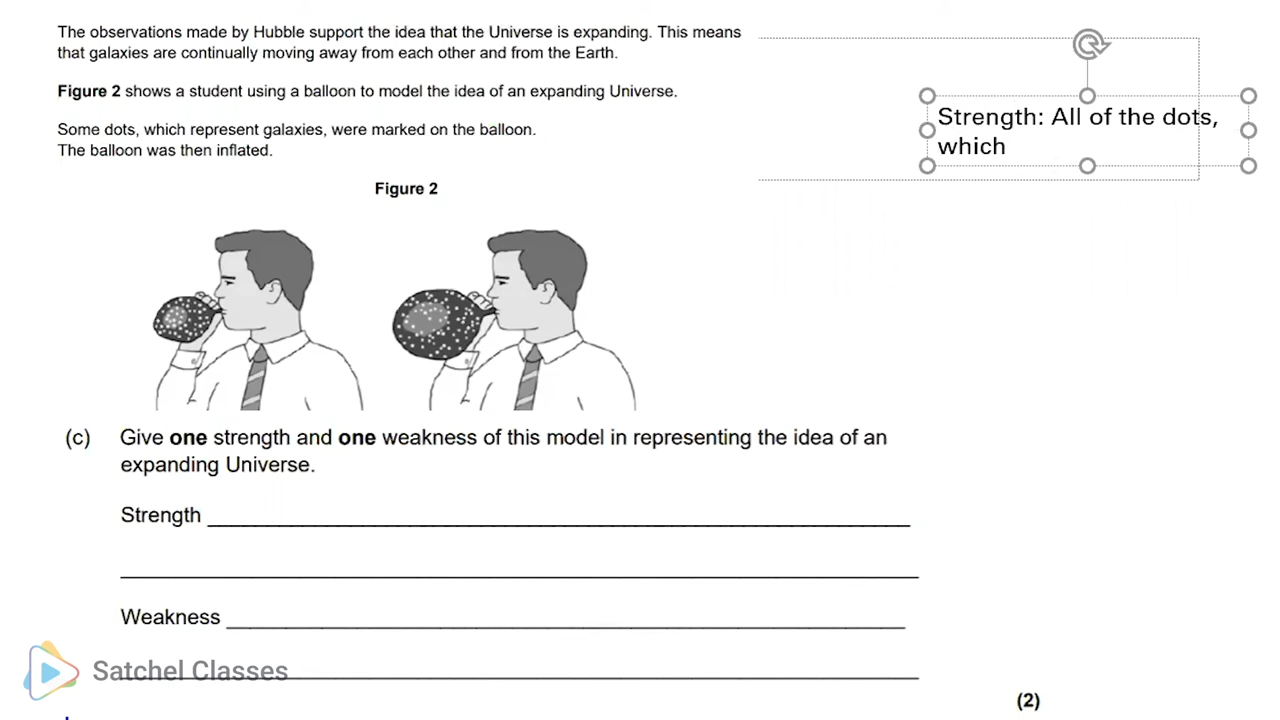 The observations made by Hubble support the idea that the Universe is expanding. This means
that galaxies are continually moving away from each other and from the Earth.
Figure 2 shows a student using a balloon to model the idea of an expanding Universe.
Some dots, which represent galaxies, were marked on the balloon.
The balloon was then inflated.
Figure 2
Strength: All of the dots,
which
(c) Give one strength and one weakness of this model in representing the idea of an
expanding Universe.
Strength
Weakness
Satchel Classes
(2)